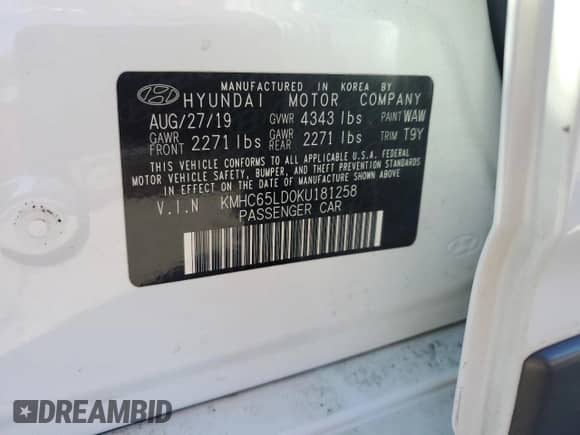 MANUFACTURED IN KOREA BY
HYUNDAI MOTOR COMPANY
AUG/27/19 GVWR 4343 lbs PAINT WAW
GAWR FRONT 2271 lbs GAWR REAR 2271 lbs TRIM T9Y
THIS VEHICLE CONFORMS TO ALL APPLICABLE U.S.A. FEDERAL
MOTOR VEHICLE SAFETY, BUMPER, AND THEFT PREVENTION STANDARDS
IN EFFECT ON THE DATE OF MANUFACTURE SHOWN ABOVE.
V.I.N KMHC65LD0KU181258
PASSENGER CAR
DREAMBID